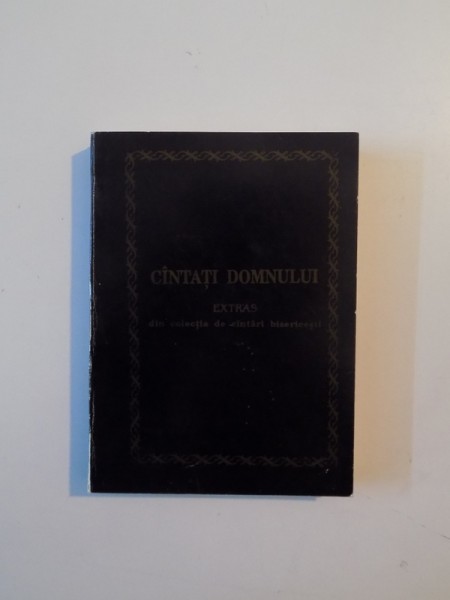 CÎNTAȚI DOMNULUI
EXTRAS
din colecția de cîntări bisericești